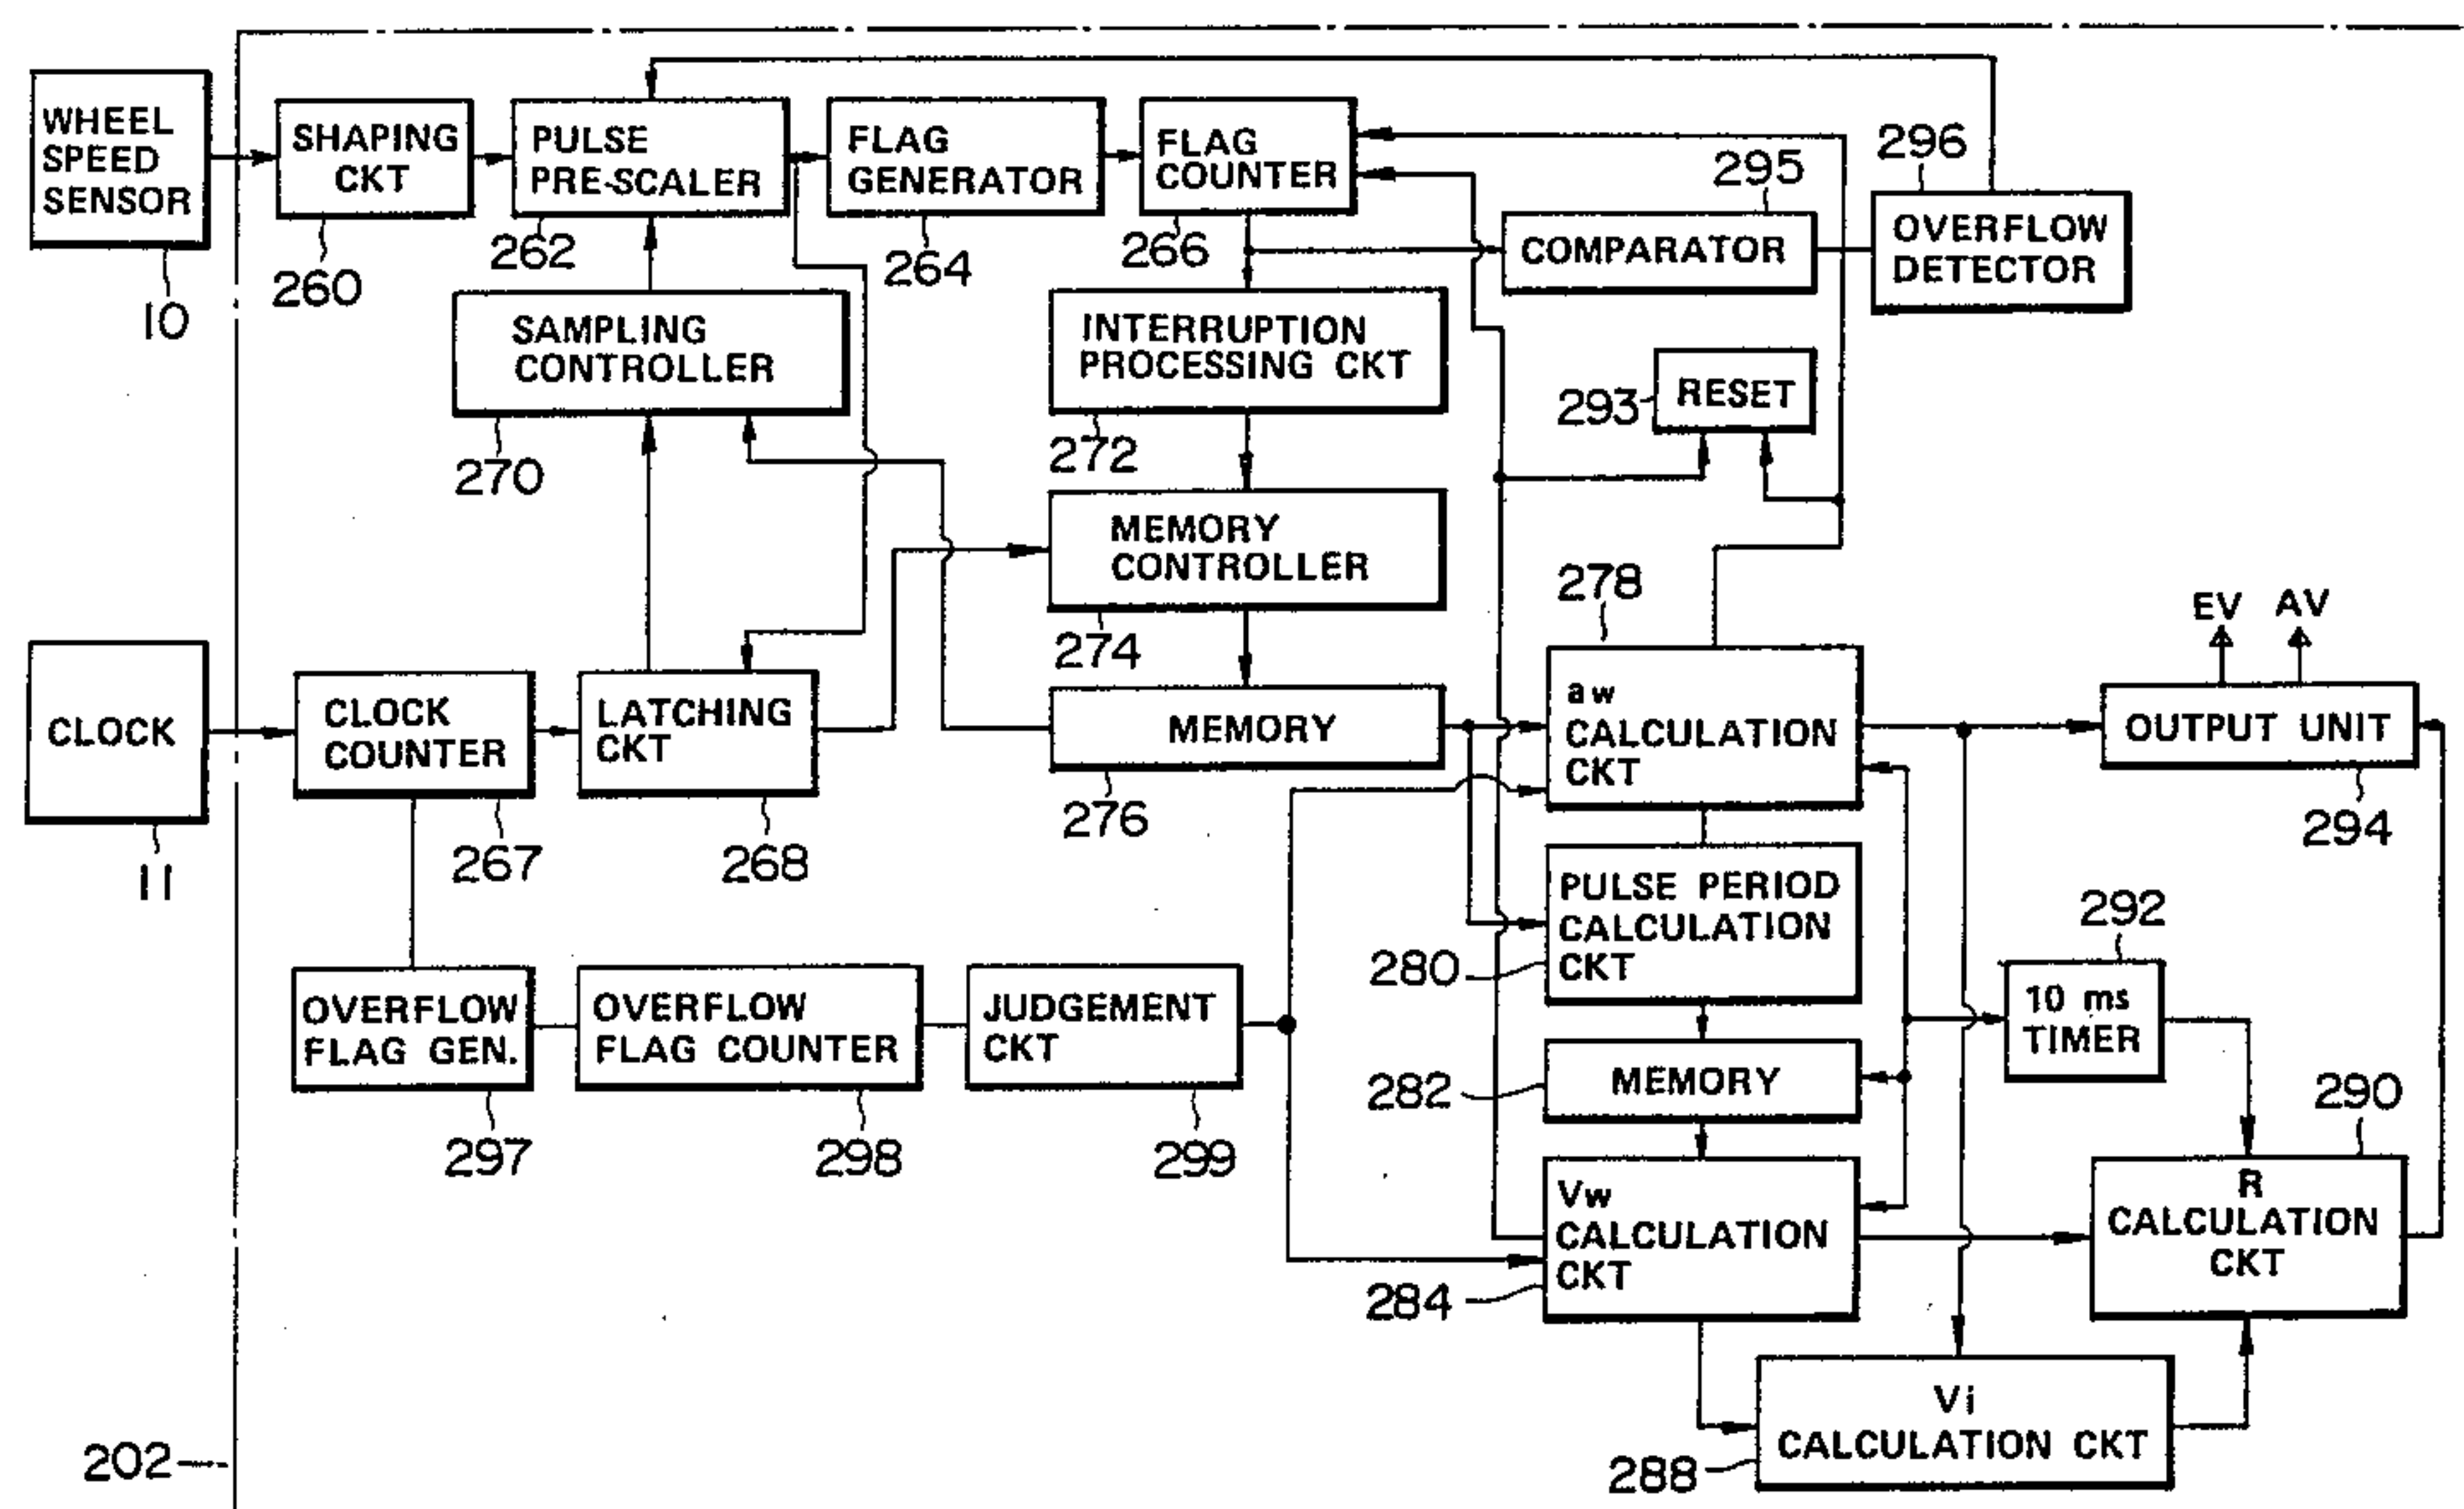 WHEEL
SPEED
SENSOR
10
SHAPING
CKT
260
PULSE
PRE-SCALER
262
FLAG
GENERATOR
264
FLAG
COUNTER
266
COMPARATOR
295
OVERFLOW
DETECTOR
296
SAMPLING
CONTROLLER
270
INTERRUPTION
PROCESSING CKT
272
RESET
293
MEMORY
CONTROLLER
274
CLOCK
11
CLOCK
COUNTER
267
LATCHING
CKT
268
MEMORY
276
278
aw
CALCULATION
CKT
EV AV
OUTPUT UNIT
294
PULSE PERIOD
CALCULATION
CKT
280
292
10 ms
TIMER
OVERFLOW
FLAG GEN.
297
OVERFLOW
FLAG COUNTER
298
JUDGEMENT
CKT
299
MEMORY
282
290
R
CALCULATION
CKT
Vw
CALCULATION
CKT
284
Vi
CALCULATION CKT
288
202